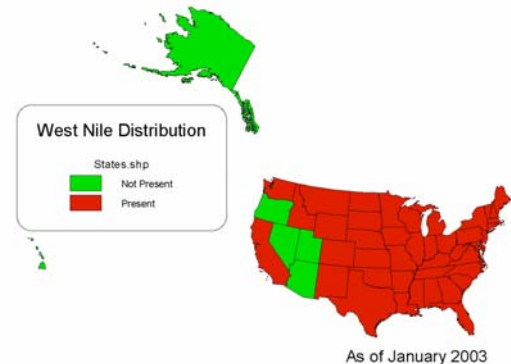 West Nile Distribution
States.shp
Not Present
Present
As of January 2003